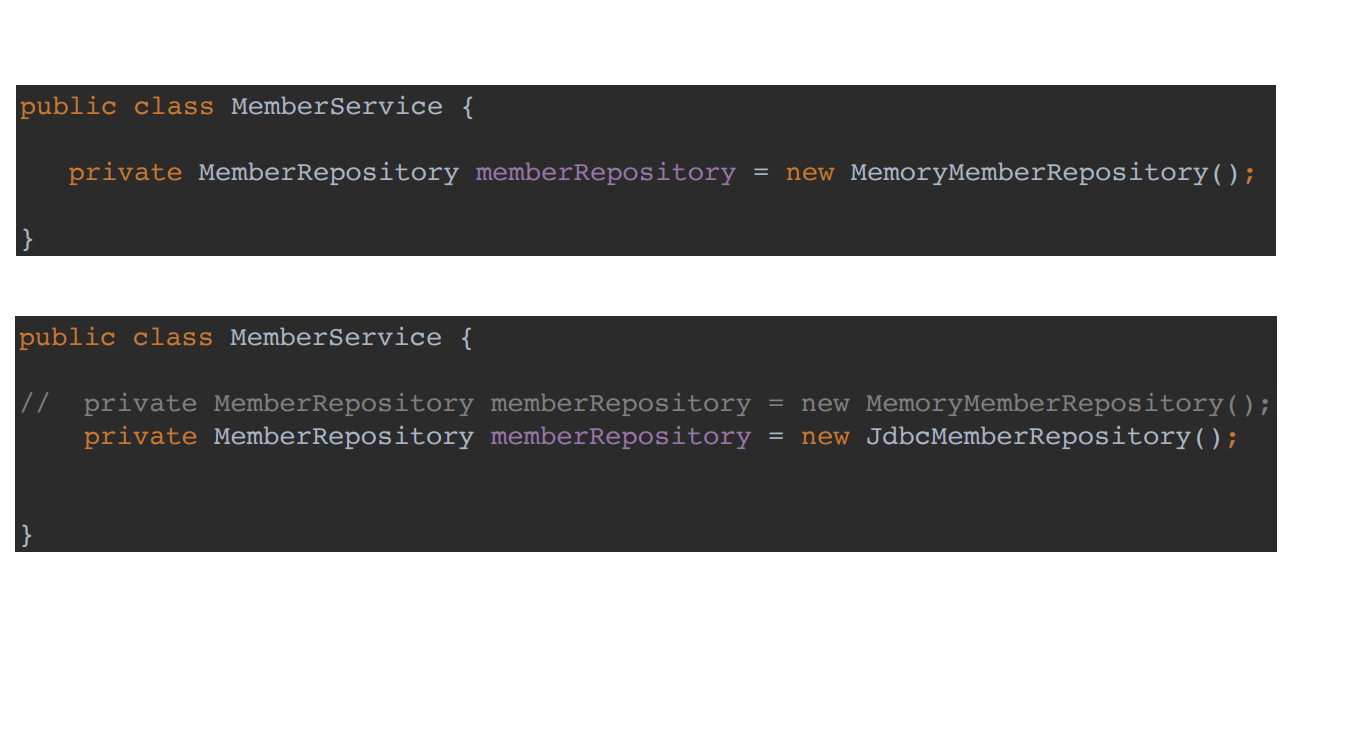 public class MemberService {
private MemberRepository memberRepository = new MemoryMemberRepository();
}
public class MemberService {
//  private MemberRepository memberRepository = new MemoryMemberRepository();
private MemberRepository memberRepository = new JdbcMemberRepository();
}